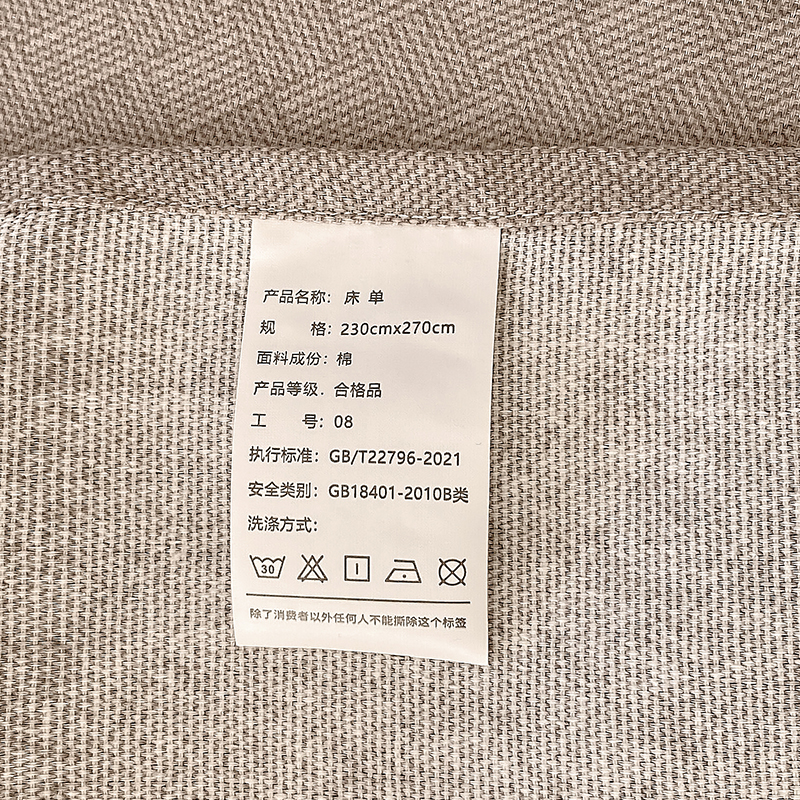 产品名称：床 单
规 格：230cmx270cm
面料成份：棉
产品等级．合格品
工 号：08
执行标准：GB/T22796-2021
安全类别：GB18401-2010B类
洗涤方式：
30
除了消费者以外任何人不能撕除这个标签